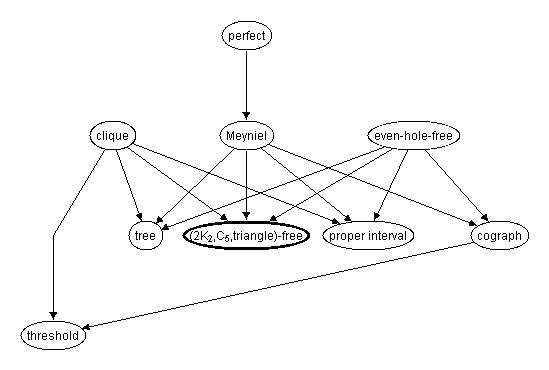 perfect
clique
Meyniel
even-hole-free
tree
(2K₂,C₅,triangle)-free
proper interval
cograph
threshold